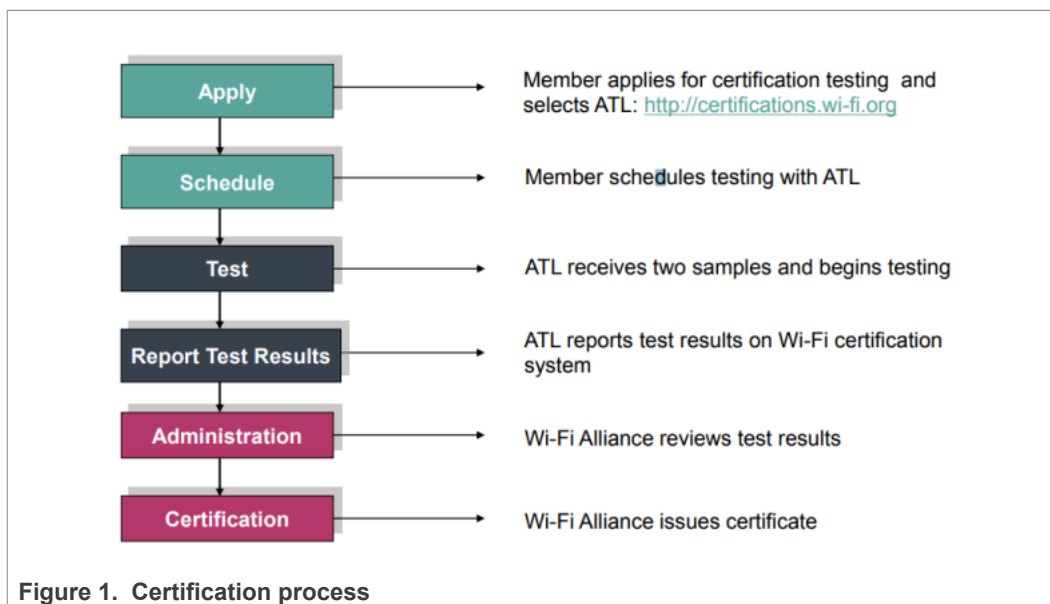 Apply
Member applies for certification testing and
selects ATL: http://certifications.wi-fi.org
Schedule
Member schedules testing with ATL
Test
ATL receives two samples and begins testing
Report Test Results
ATL reports test results on Wi-Fi certification
system
Administration
Wi-Fi Alliance reviews test results
Certification
Wi-Fi Alliance issues certificate
Figure 1. Certification process